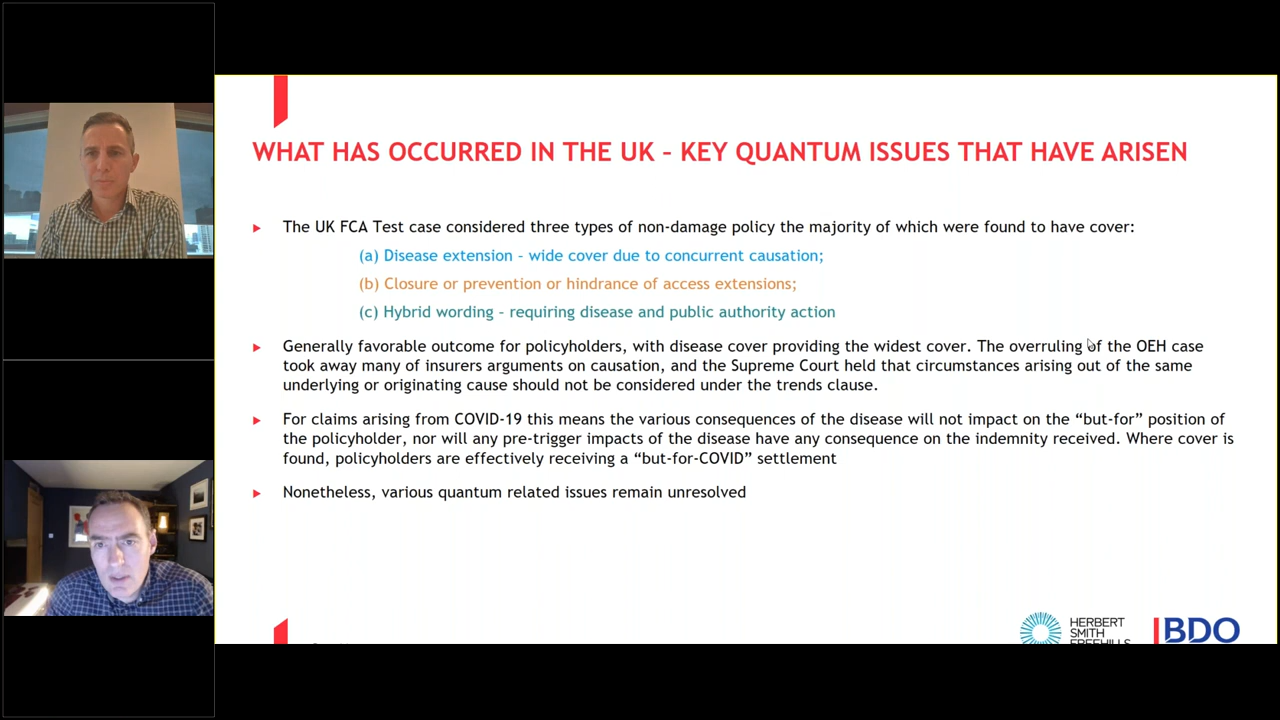 WHAT HAS OCCURRED IN THE UK – KEY QUANTUM ISSUES THAT HAVE ARISEN
The UK FCA Test case considered three types of non-damage policy the majority of which were found to have cover:
(a) Disease extension – wide cover due to concurrent causation;
(b) Closure or prevention or hindrance of access extensions;
(c) Hybrid wording – requiring disease and public authority action
Generally favorable outcome for policyholders, with disease cover providing the widest cover. The overruling of the OEH case
took away many of insurers arguments on causation, and the Supreme Court held that circumstances arising out of the same
underlying or originating cause should not be considered under the trends clause.
For claims arising from COVID-19 this means the various consequences of the disease will not impact on the “but-for” position of
the policyholder, nor will any pre-trigger impacts of the disease have any consequence on the indemnity received. Where cover is
found, policyholders are effectively receiving a “but-for-COVID” settlement
Nonetheless, various quantum related issues remain unresolved
HERBERT
SMITH
FREEHILLS
BDO